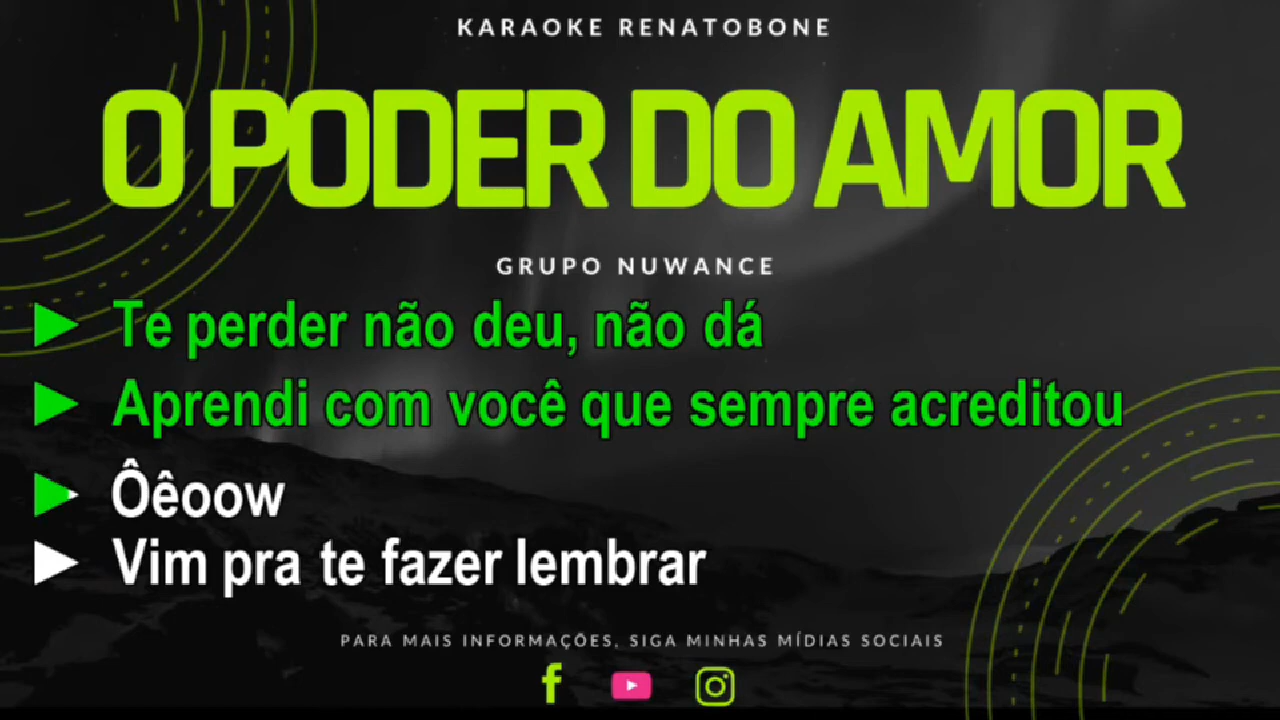 KARAOKE RENATOBONE
O PODER DO AMOR
GRUPO NUWANCE
Te perder não deu, não dá
Aprendi com você que sempre acreditou
Ôêoow
Vim pra te fazer lembrar
PARA MAIS INFORMAÇÕES, SIGA MINHAS MÍDIAS SOCIAIS